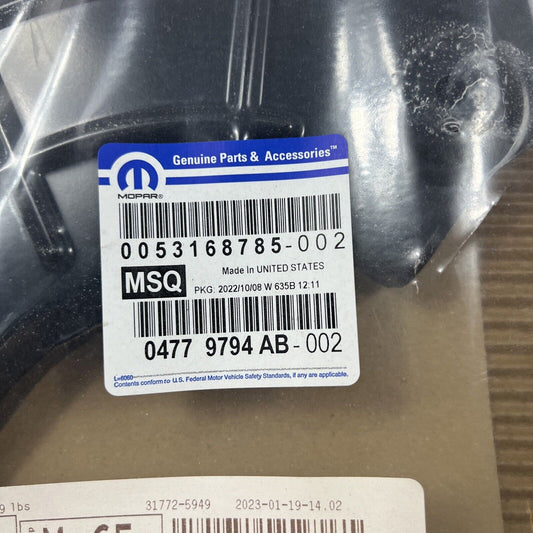 Genuine Parts & Accessories™
MOPAR®
0053168785-002
MSQ
Made In UNITED STATES
PKG: 2022/10/08 W 635B 12:11
0477 9794 AB-002
L=6060
Contents conform to U.S. Federal Motor Vehicle Safety Standards, if any are applicable.
9 lbs 31772-5949 2023-01-19-14.02